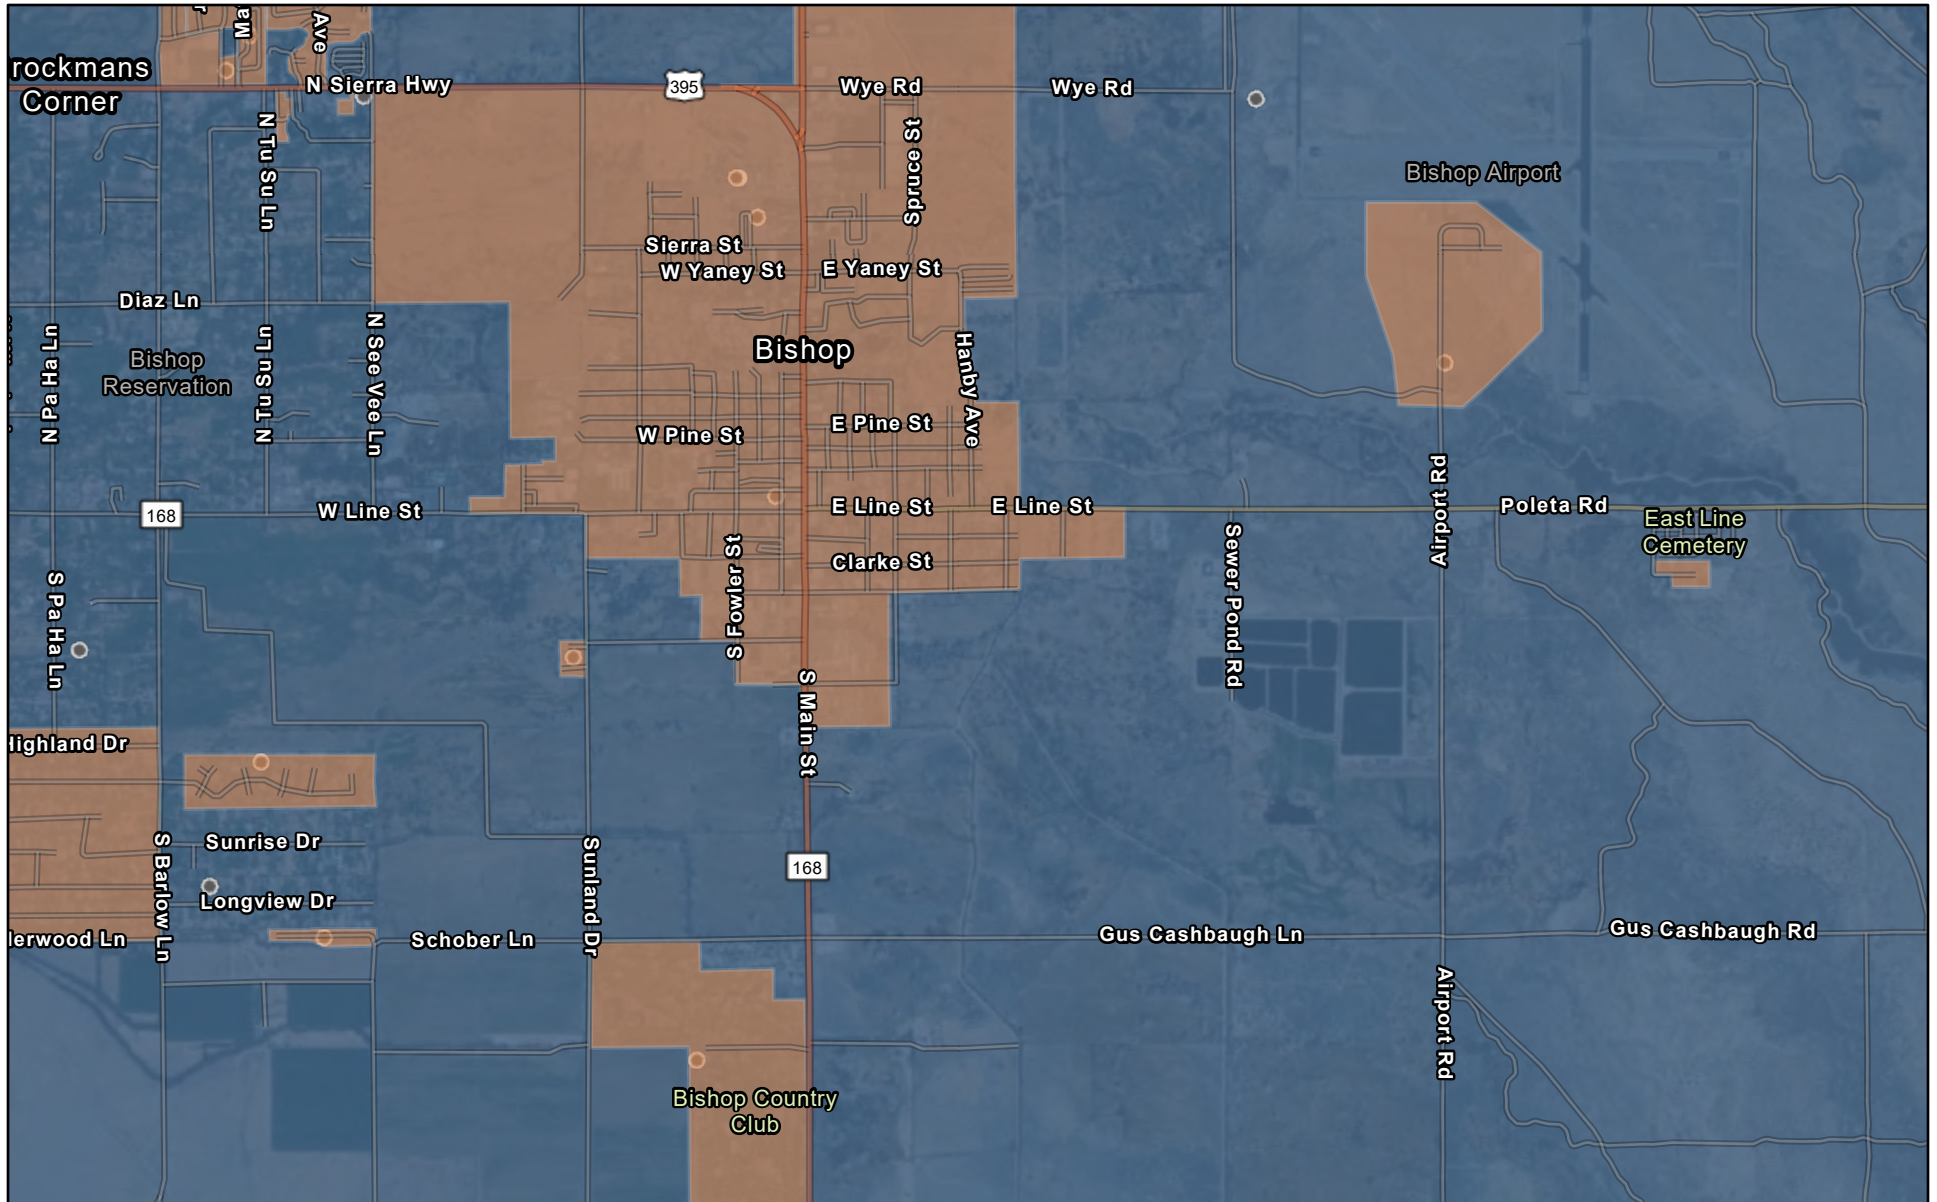 Ave
rockmans
Corner
N Sierra Hwy
395
Wye Rd
Wye Rd
N Tu Su Ln
Spruce St
Bishop Airport
Sierra St
W Yaney St
E Yaney St
Diaz Ln
N Pa Ha Ln
Bishop
Reservation
N Tu Su Ln
N See Vee Ln
Bishop
Hanby Ave
W Pine St
E Pine St
168
W Line St
E Line St
E Line St
Airport Rd
Poleta Rd
East Line
Cemetery
S Fowler St
Clarke St
Sewer Pond Rd
S Pa Ha Ln
S Main St
Highland Dr
Sunrise Dr
S Barlow Ln
Sunland Dr
168
Longview Dr
lerwood Ln
Schober Ln
Gus Cashbaugh Ln
Gus Cashbaugh Rd
Airport Rd
Bishop Country
Club